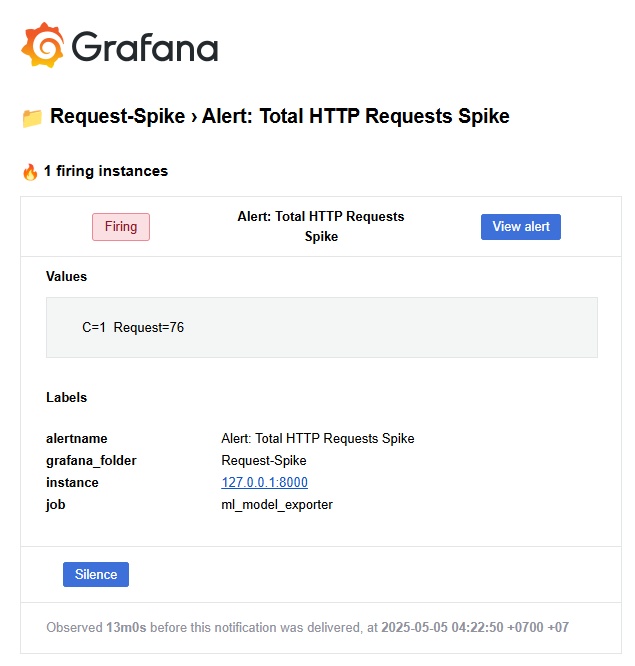 Grafana
Request-Spike › Alert: Total HTTP Requests Spike
1 firing instances
Firing
Alert: Total HTTP Requests
Spike
View alert
Values
C=1 Request=76
Labels
alertname Alert: Total HTTP Requests Spike
grafana_folder Request-Spike
instance 127.0.0.1:8000
job ml_model_exporter
Silence
Observed 13m0s before this notification was delivered, at 2025-05-05 04:22:50 +0700 +07